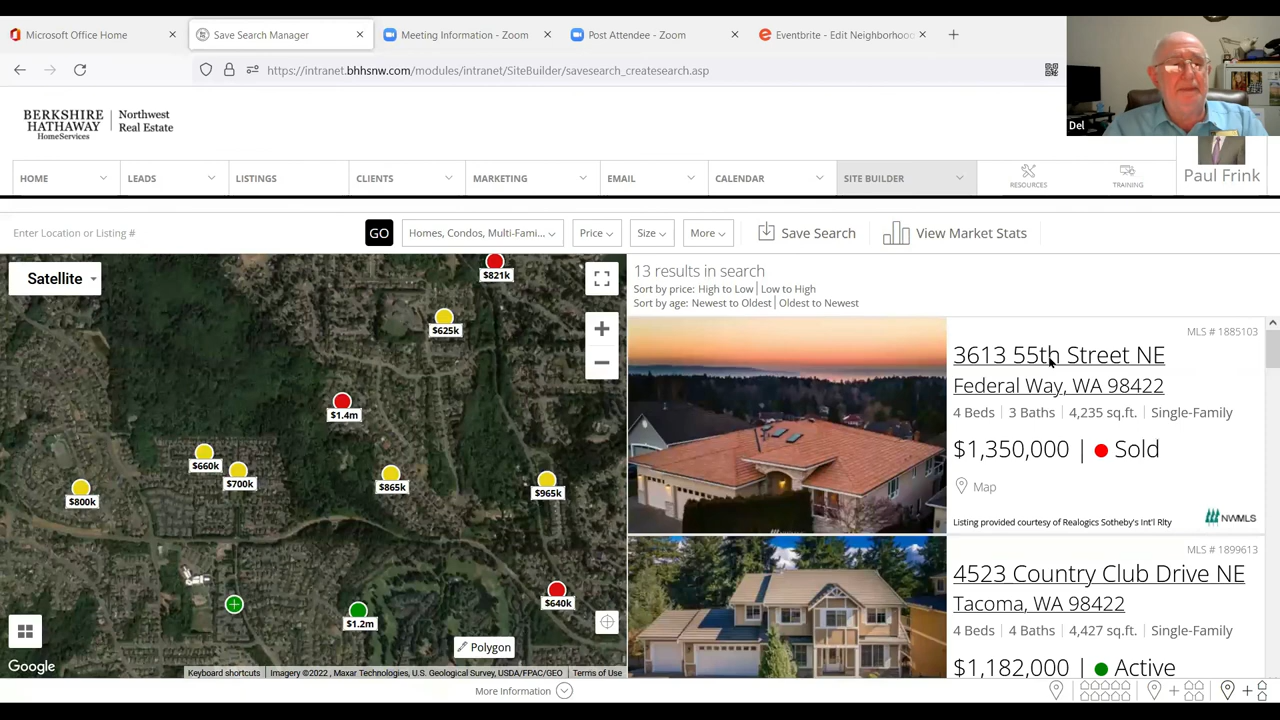 Microsoft Office Home
Save Search Manager
Meeting Information - Zoom
Post Attendee - Zoom
Eventbrite - Edit Neighborhood
https://intranet.bhhsnw.com/modules/intranet/SiteBuilder/savesearch_createsearch.asp
Del
BERKSHIRE
HATHAWAY
HomeServices
Northwest
Real Estate
HOME
LEADS
LISTINGS
CLIENTS
MARKETING
EMAIL
CALENDAR
SITE BUILDER
RESOURCES
TRAINING
Paul Frink
Enter Location or Listing #
GO
Homes, Condos, Multi-Fami...
Price
Size
More
Save Search
View Market Stats
Satellite
$821k
$625k
$1.4m
$660k
$700k
$865k
$965k
$800k
$640k
$1.2m
Polygon
Google
Keyboard shortcuts
Imagery ©2022 , Maxar Technologies, U.S. Geological Survey, USDA/FPAC/GEO
Terms of Use
13 results in search
Sort by price: High to Low | Low to High
Sort by age: Newest to Oldest | Oldest to Newest
MLS # 1885103
3613 55th Street NE
Federal Way, WA 98422
4 Beds | 3 Baths | 4,235 sq.ft. | Single-Family
$1,350,000 | Sold
Map
Listing provided courtesy of Realogics Sotheby's Int'l Rlty
NWMLS
MLS # 1899613
4523 Country Club Drive NE
Tacoma, WA 98422
4 Beds | 4 Baths | 4,427 sq.ft. | Single-Family
$1,182,000 | Active
More Information